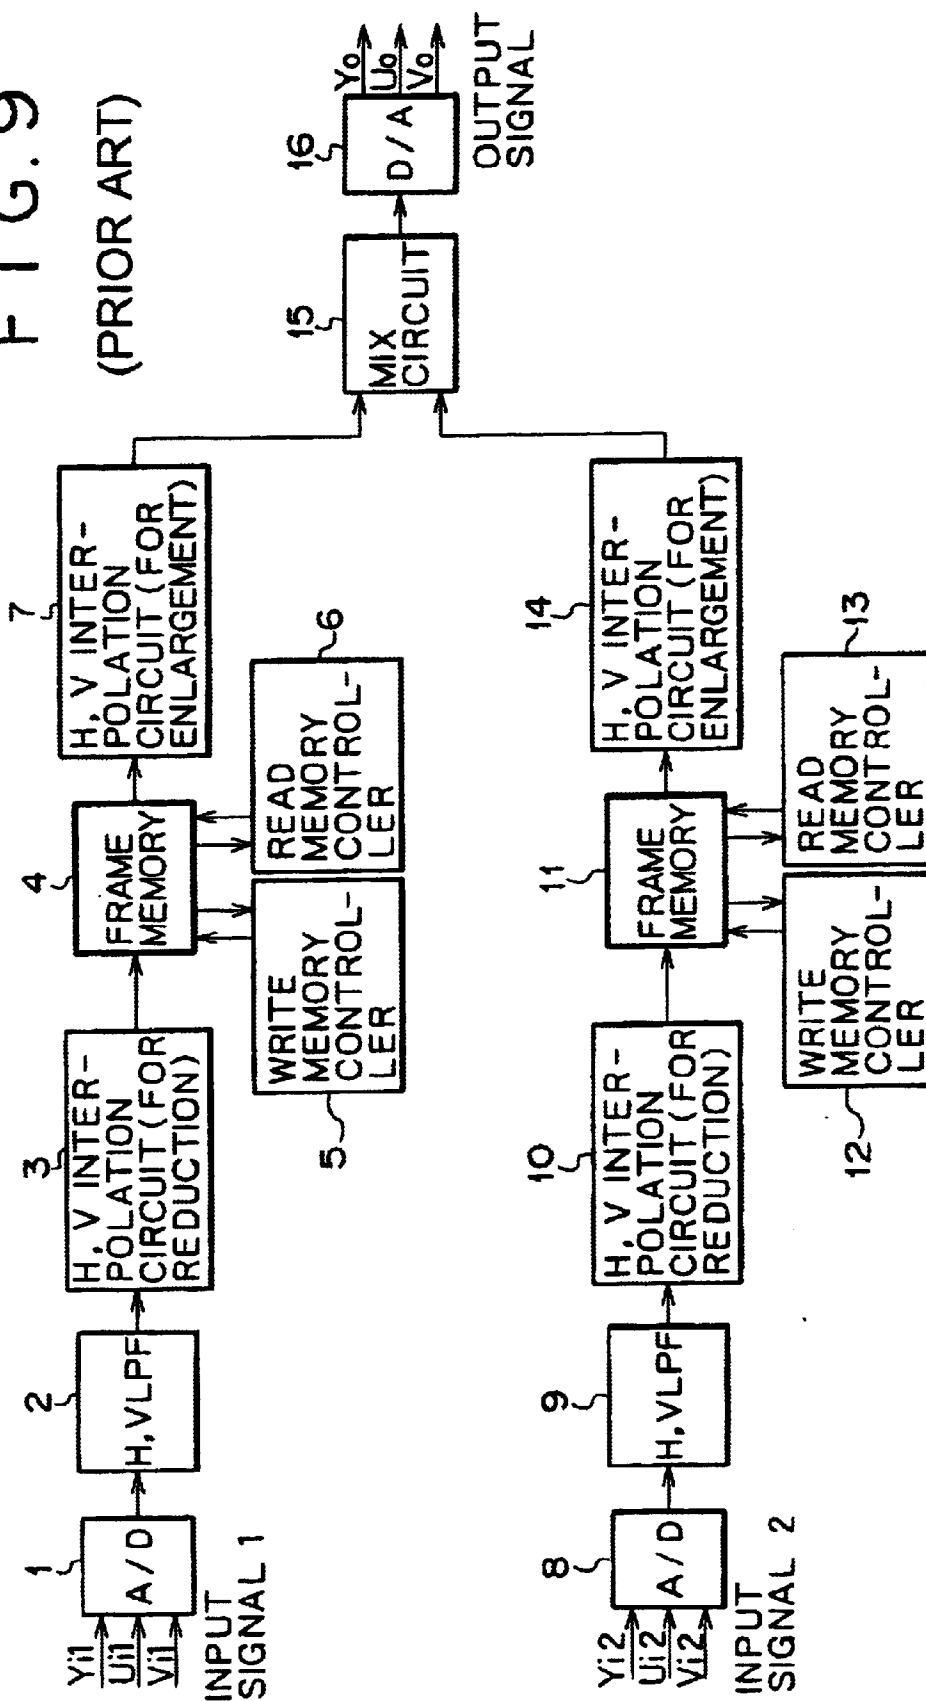 FIG. 9
(PRIOR ART)
1
Yi1
Ui1
Vi1
A/D
INPUT
SIGNAL 1
2
H, VLPF
3
H, V INTER-
POLATION
CIRCUIT (FOR
REDUCTION)
4
FRAME
MEMORY
5
WRITE
MEMORY
CONTROL-
LER
6
READ
MEMORY
CONTROL-
LER
7
H, V INTER-
POLATION
CIRCUIT (FOR
ENLARGEMENT)
8
Yi2
Ui2
Vi2
A/D
INPUT
SIGNAL 2
9
H, VLPF
10
H, V INTER-
POLATION
CIRCUIT (FOR
REDUCTION)
11
FRAME
MEMORY
12
WRITE
MEMORY
CONTROL-
LER
13
READ
MEMORY
CONTROL-
LER
14
H, V INTER-
POLATION
CIRCUIT (FOR
ENLARGEMENT)
15
MIX
CIRCUIT
16
D/A
Yo
Uo
Vo
OUTPUT
SIGNAL